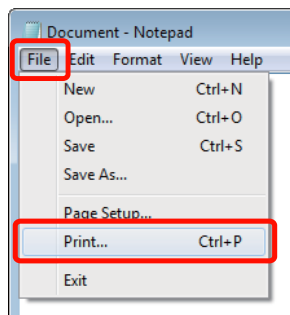 Document - Notepad
File Edit Format View Help
New Ctrl+N
Open... Ctrl+O
Save Ctrl+S
Save As...
Page Setup...
Print... Ctrl+P
Exit